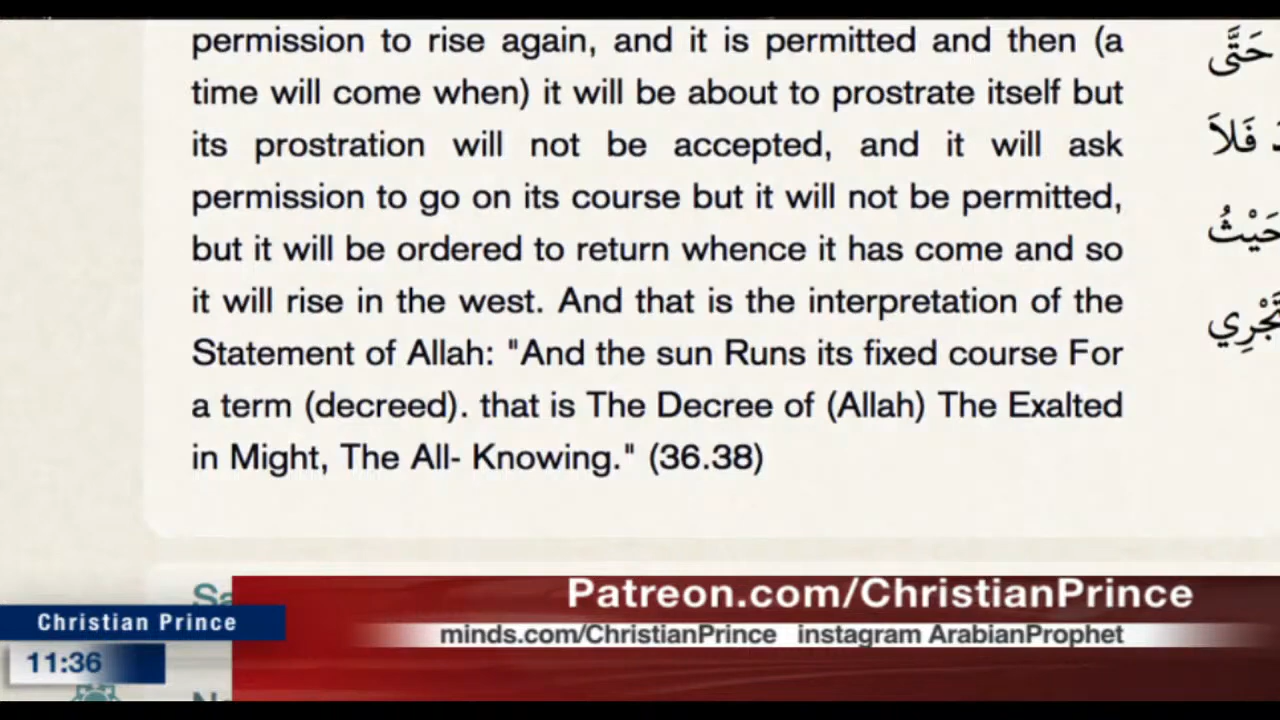 permission to rise again, and it is permitted and then (a
time will come when) it will be about to prostrate itself but
its prostration will not be accepted, and it will ask
permission to go on its course but it will not be permitted,
but it will be ordered to return whence it has come and so
it will rise in the west. And that is the interpretation of the
Statement of Allah: "And the sun Runs its fixed course For
a term (decreed). that is The Decree of (Allah) The Exalted
in Might, The All- Knowing." (36.38)
حَتَّى
فَلاَ
حَيْثُ
تَجْرِي
Sa
Patreon.com/ChristianPrince
Christian Prince
minds.com/ChristianPrince instagram ArabianProphet
11:36